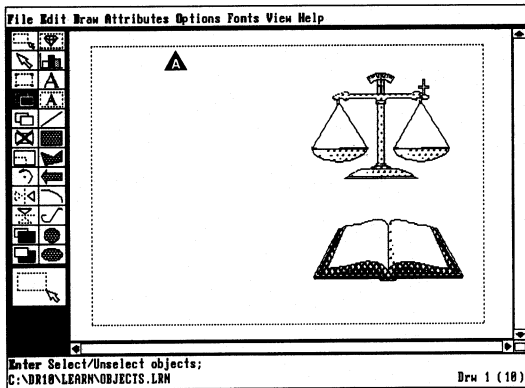 File Edit Draw Attributes Options Fonts View Help
A
A
A
Enter Select/Unselect objects;
C:\DR10\LEARN\OBJECTS.LRN Drw 1 (10)